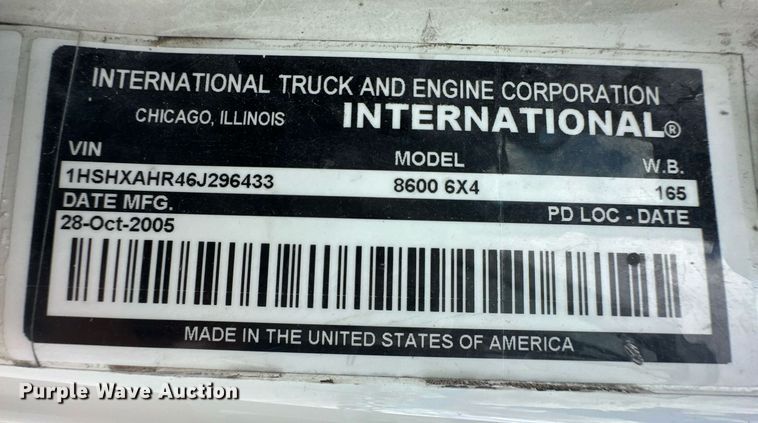 INTERNATIONAL TRUCK AND ENGINE CORPORATION
CHICAGO, ILLINOIS INTERNATIONAL®
VIN MODEL W.B.
1HSHXAHR46J296433 8600 6X4 165
DATE MFG. PD LOC - DATE
28-Oct-2005
MADE IN THE UNITED STATES OF AMERICA
Purple Wave Auction